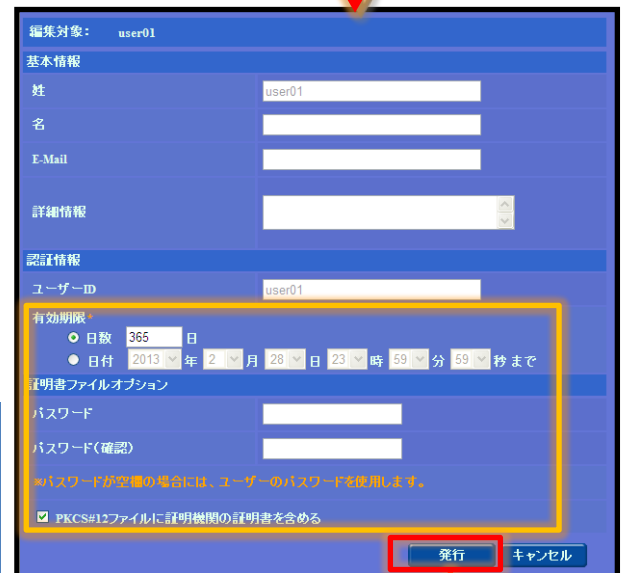 編集対象： user01
基本情報
姓 user01
名
E-Mail
詳細情報
認証情報
ユーザーID user01
有効期限*
日数 365 日
日付 2013 年 2 月 28 日 23 時 59 分 59 秒 まで
証明書ファイルオプション
パスワード
パスワード(確認)
※パスワードが空欄の場合には、ユーザーのパスワードを使用します。
PKCS#12ファイルに証明機関の証明書を含める
発行 キャンセル